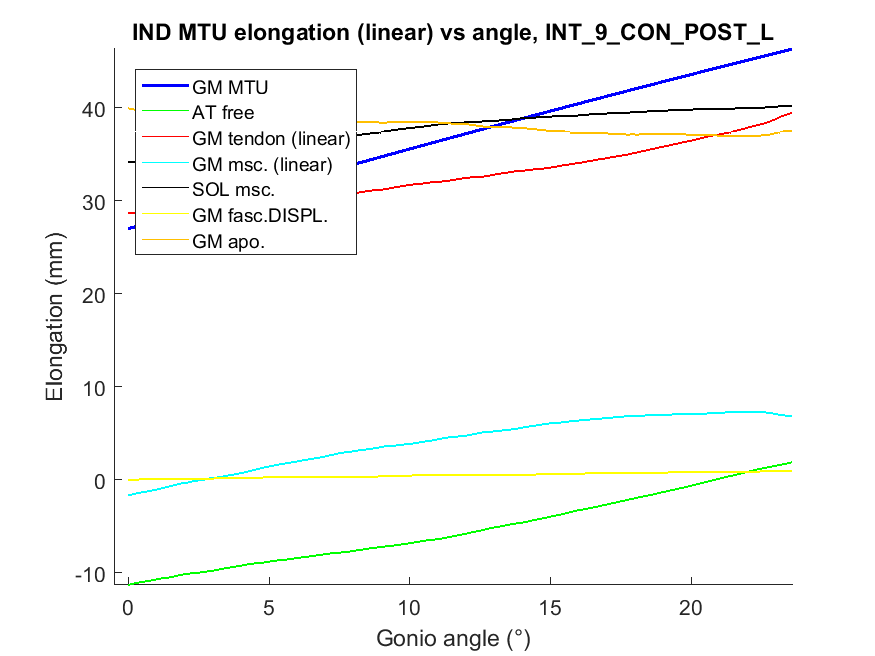 IND MTU elongation (linear) vs angle, INT_9_CON_POST_L
GM MTU
AT free
GM tendon (linear)
GM msc. (linear)
SOL msc.
GM fasc.DISPL.
GM apo.
40
30
20
10
0
-10
Elongation (mm)
0
5
10
15
20
Gonio angle (°)